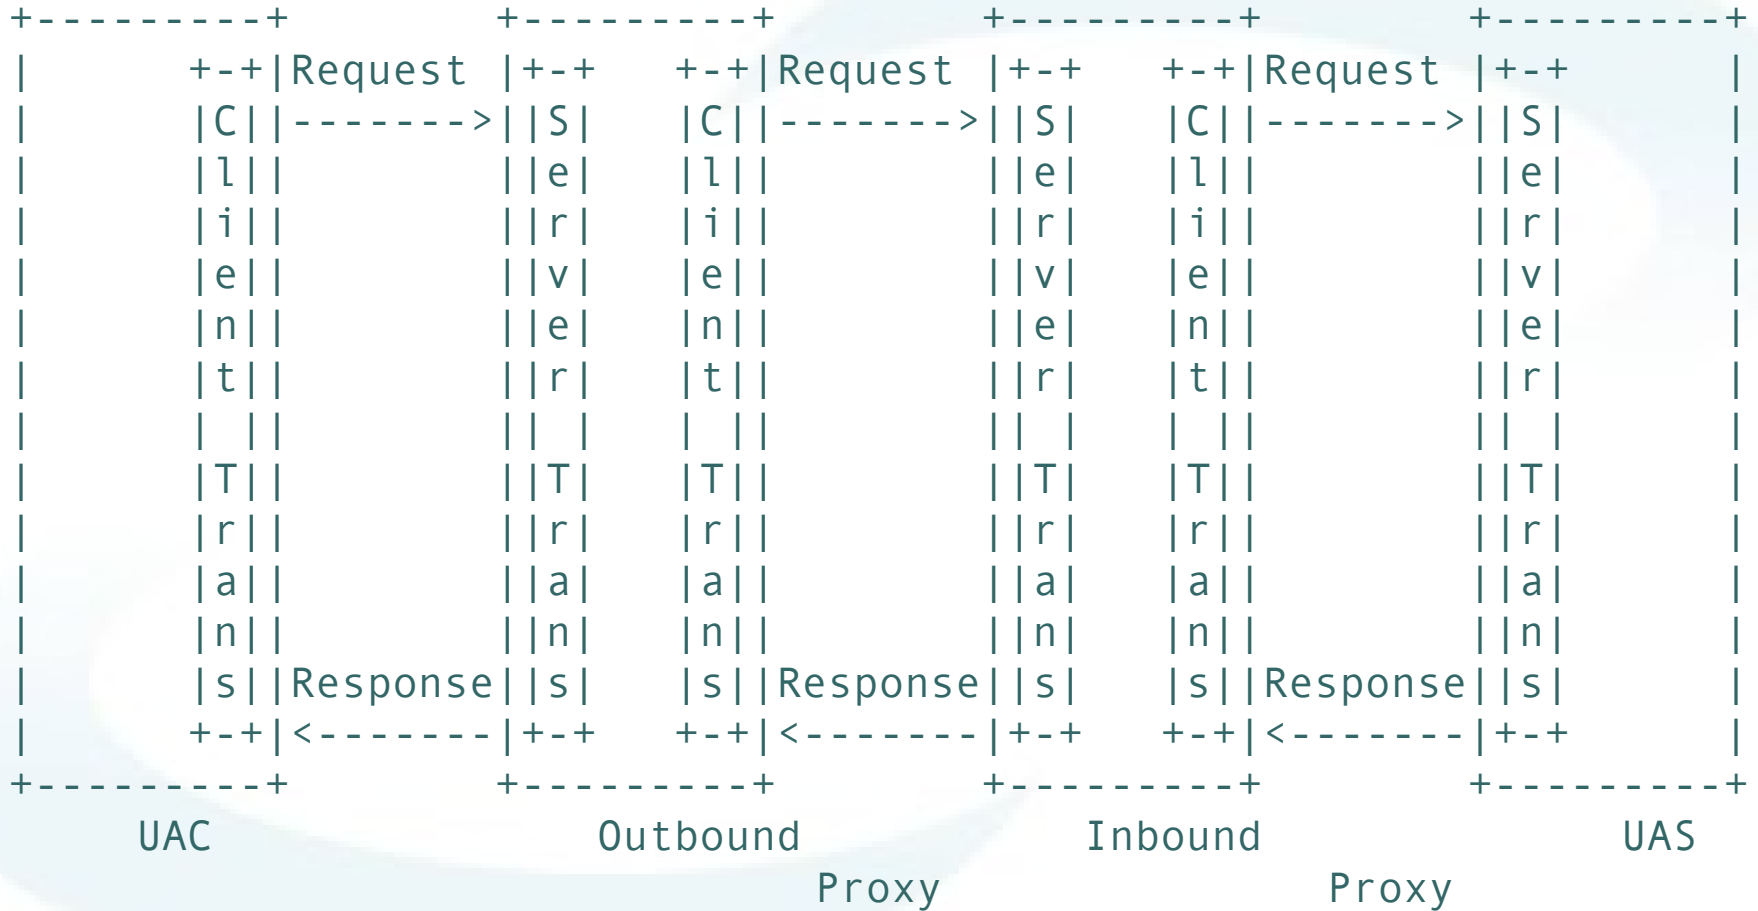 +---------+        +---------+        +---------+        +---------+
|      +-+|Request |+-+   +-+|Request |+-+   +-+|Request |+-+      |
|      |C||------->||S|   |C||------->||S|   |C||------->||S|      |
|      |l||        ||e|   |l||        ||e|   |l||        ||e|      |
|      |i||        ||r|   |i||        ||r|   |i||        ||r|      |
|      |e||        ||v|   |e||        ||v|   |e||        ||v|      |
|      |n||        ||e|   |n||        ||e|   |n||        ||e|      |
|      |t||        ||r|   |t||        ||r|   |t||        ||r|      |
|      | ||        || |   | ||        || |   | ||        || |      |
|      |T||        ||T|   |T||        ||T|   |T||        ||T|      |
|      |r||        ||r|   |r||        ||r|   |r||        ||r|      |
|      |a||        ||a|   |a||        ||a|   |a||        ||a|      |
|      |n||        ||n|   |n||        ||n|   |n||        ||n|      |
|      |s||Response||s|   |s||Response||s|   |s||Response||s|      |
|      +-+|<-------|+-+   +-+|<-------|+-+   +-+|<-------|+-+      |
+---------+        +---------+        +---------+        +---------+
     UAC               Outbound           Inbound              UAS
                                Proxy               Proxy